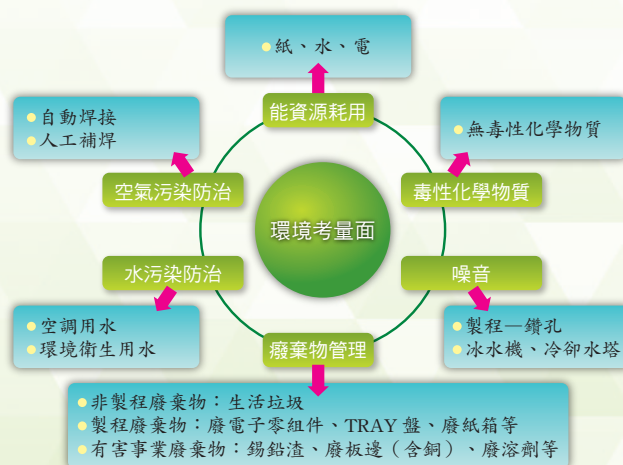 ● 紙、水、電
能資源耗用
● 自動焊接
● 人工補焊
● 無毒性化學物質
空氣污染防治
毒性化學物質
環境考量面
水污染防治
噪音
● 空調用水
● 環境衛生用水
● 製程—鑽孔
● 冰水機、冷卻水塔
癈棄物管理
● 非製程廢棄物：生活垃圾
● 製程廢棄物：廢電子零組件、TRAY 盤、廢紙箱等
● 有害事業廢棄物：錫鉛渣、廢板邊（含銅）、廢溶劑等